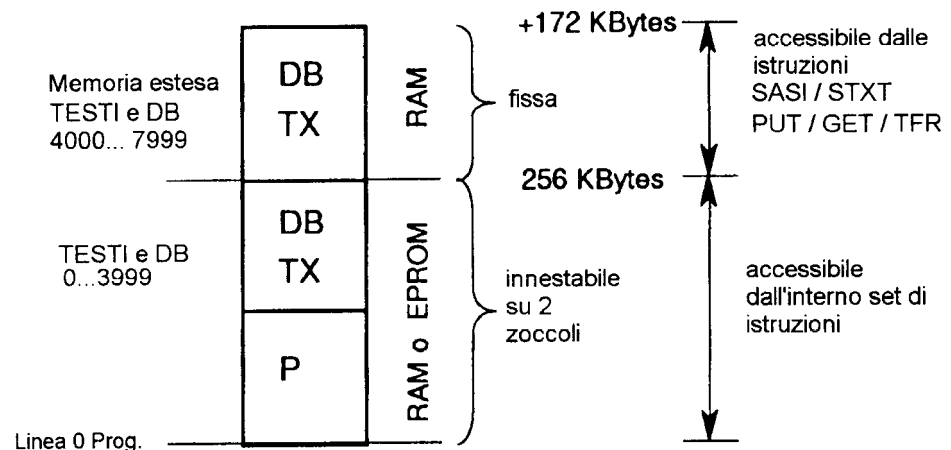 +172 KBytes
Memoria estesa
TESTI e DB
4000... 7999
DB
TX
RAM
fissa
accessibile dalle
istruzioni
SASI / STXT
PUT / GET / TFR
256 KBytes
TESTI e DB
0...3999
DB
TX
P
RAM o EPROM
innestabile
su 2
zoccoli
accessibile
dall'interno set di
istruzioni
Linea 0 Prog.